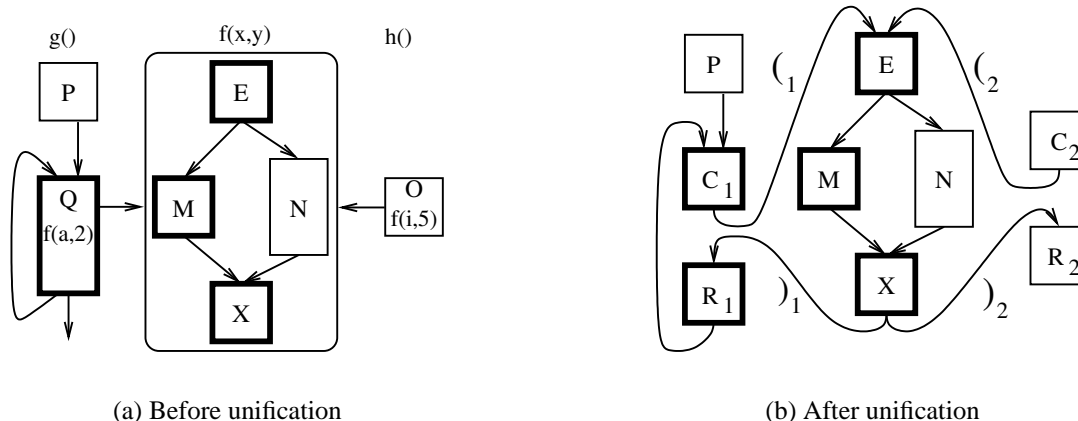 g()
f(x,y)
h()
P
E
Q
f(a,2)
M
N
O
f(i,5)
X
(a) Before unification
P
(1
E
(2
C1
M
N
C2
R1
)1
X
)2
R2
(b) After unification